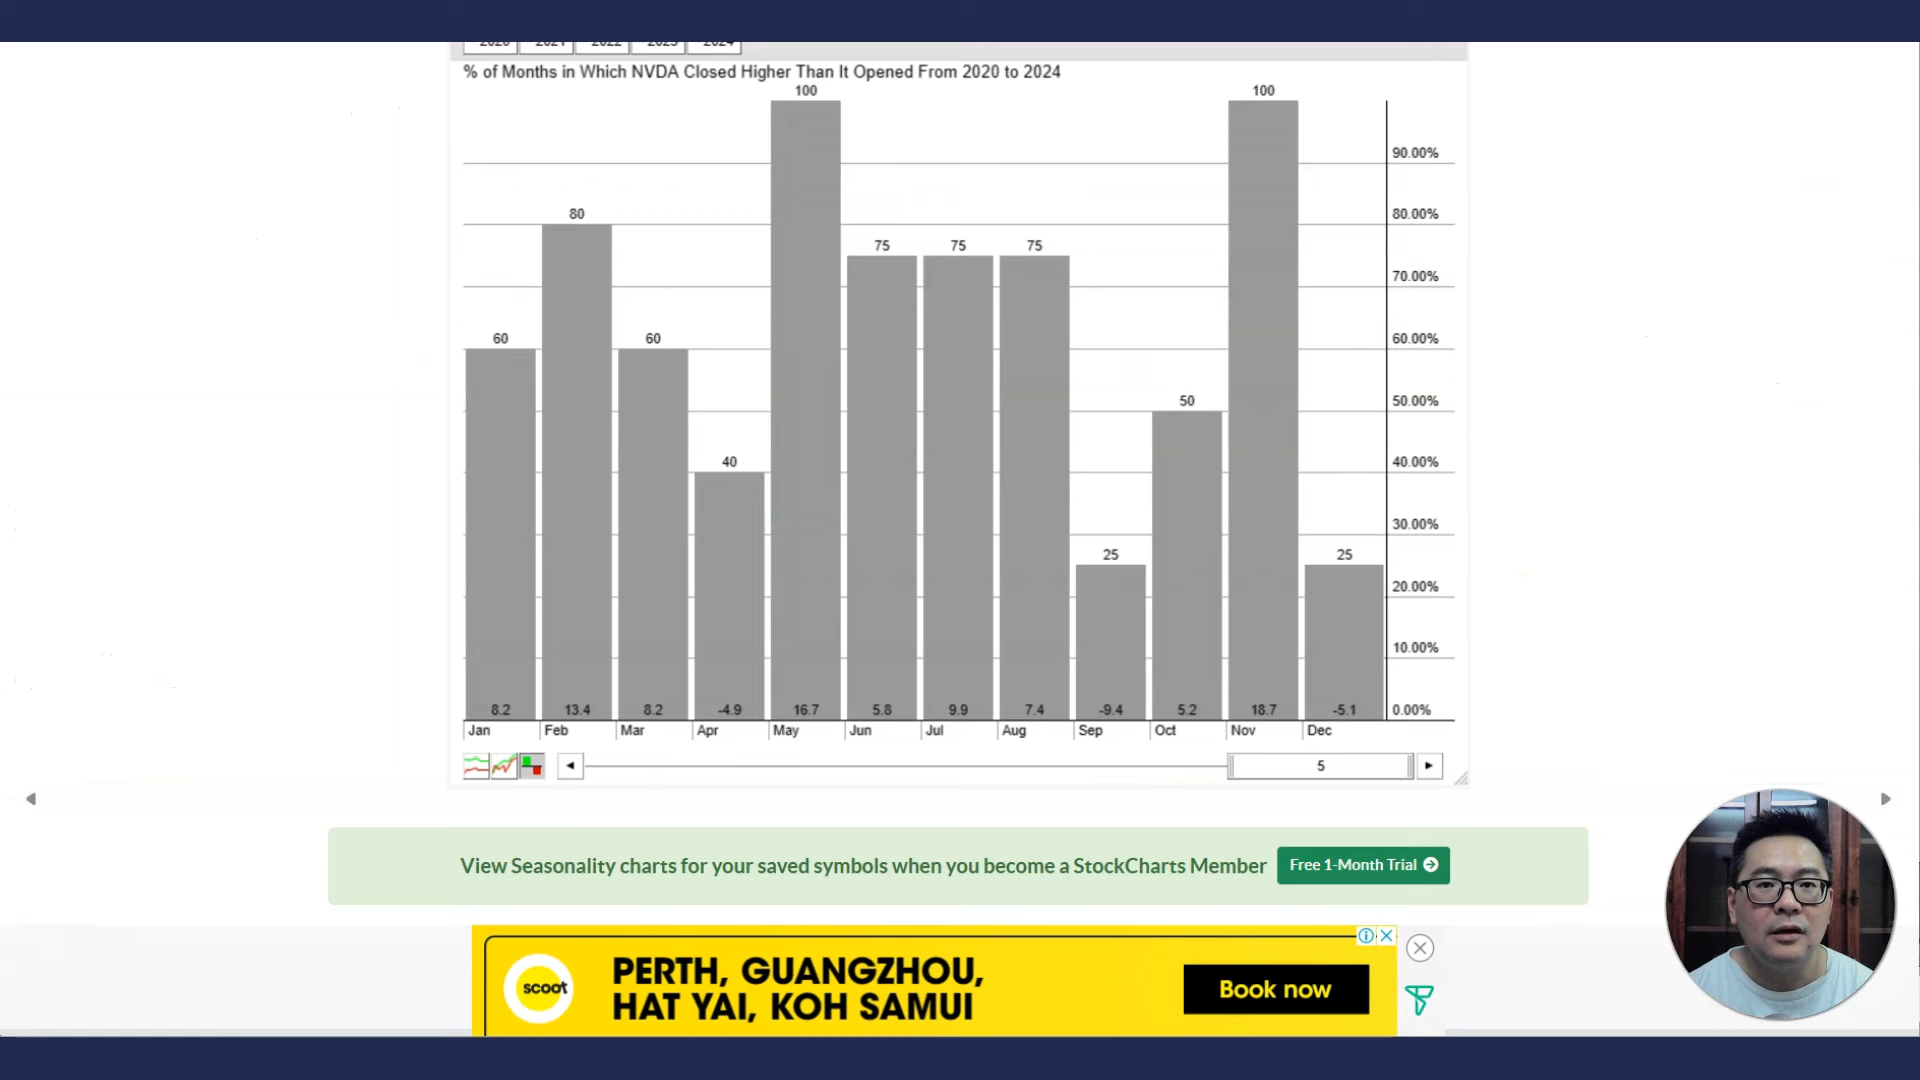 2020 2021 2022 2023 2024
% of Months in Which NVDA Closed Higher Than It Opened From 2020 to 2024
100 100
90.00%
80 80.00%
75 75 75
70.00%
60 60 60.00%
50 50.00%
40 40.00%
30.00%
25 25
20.00%
10.00%
8.2 13.4 8.2 -4.9 16.7 5.8 9.9 7.4 -9.4 5.2 18.7 -5.1 0.00%
Jan Feb Mar Apr May Jun Jul Aug Sep Oct Nov Dec
5
View Seasonality charts for your saved symbols when you become a StockCharts Member Free 1-Month Trial
scoot
PERTH, GUANGZHOU,
HAT YAI, KOH SAMUI
Book now